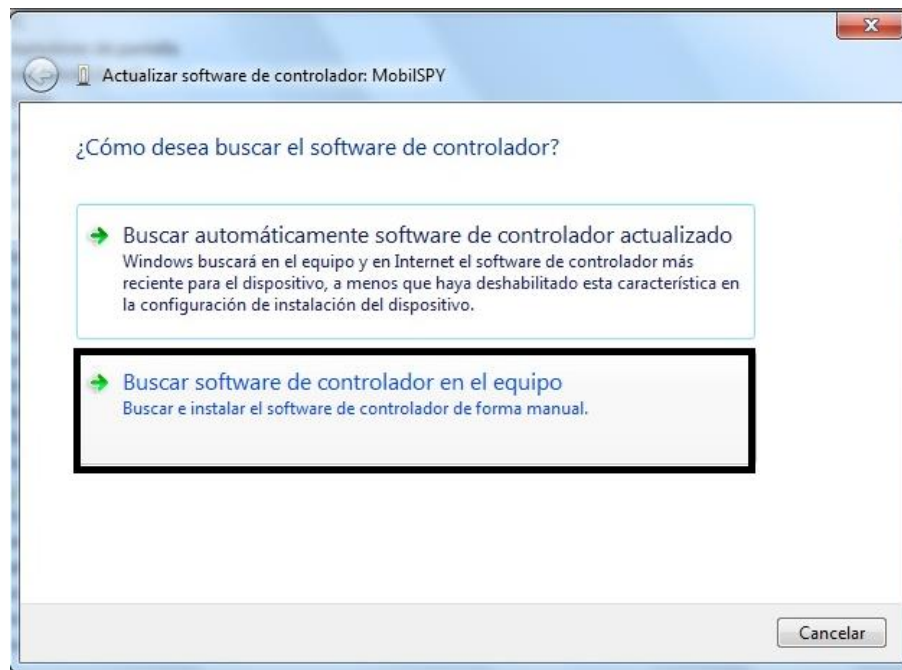 Actualizar software de controlador: MobilSPY
¿Cómo desea buscar el software de controlador?
Buscar automáticamente software de controlador actualizado
Windows buscará en el equipo y en Internet el software de controlador más
reciente para el dispositivo, a menos que haya deshabilitado esta característica en
la configuración de instalación del dispositivo.
Buscar software de controlador en el equipo
Buscar e instalar el software de controlador de forma manual.
Cancelar